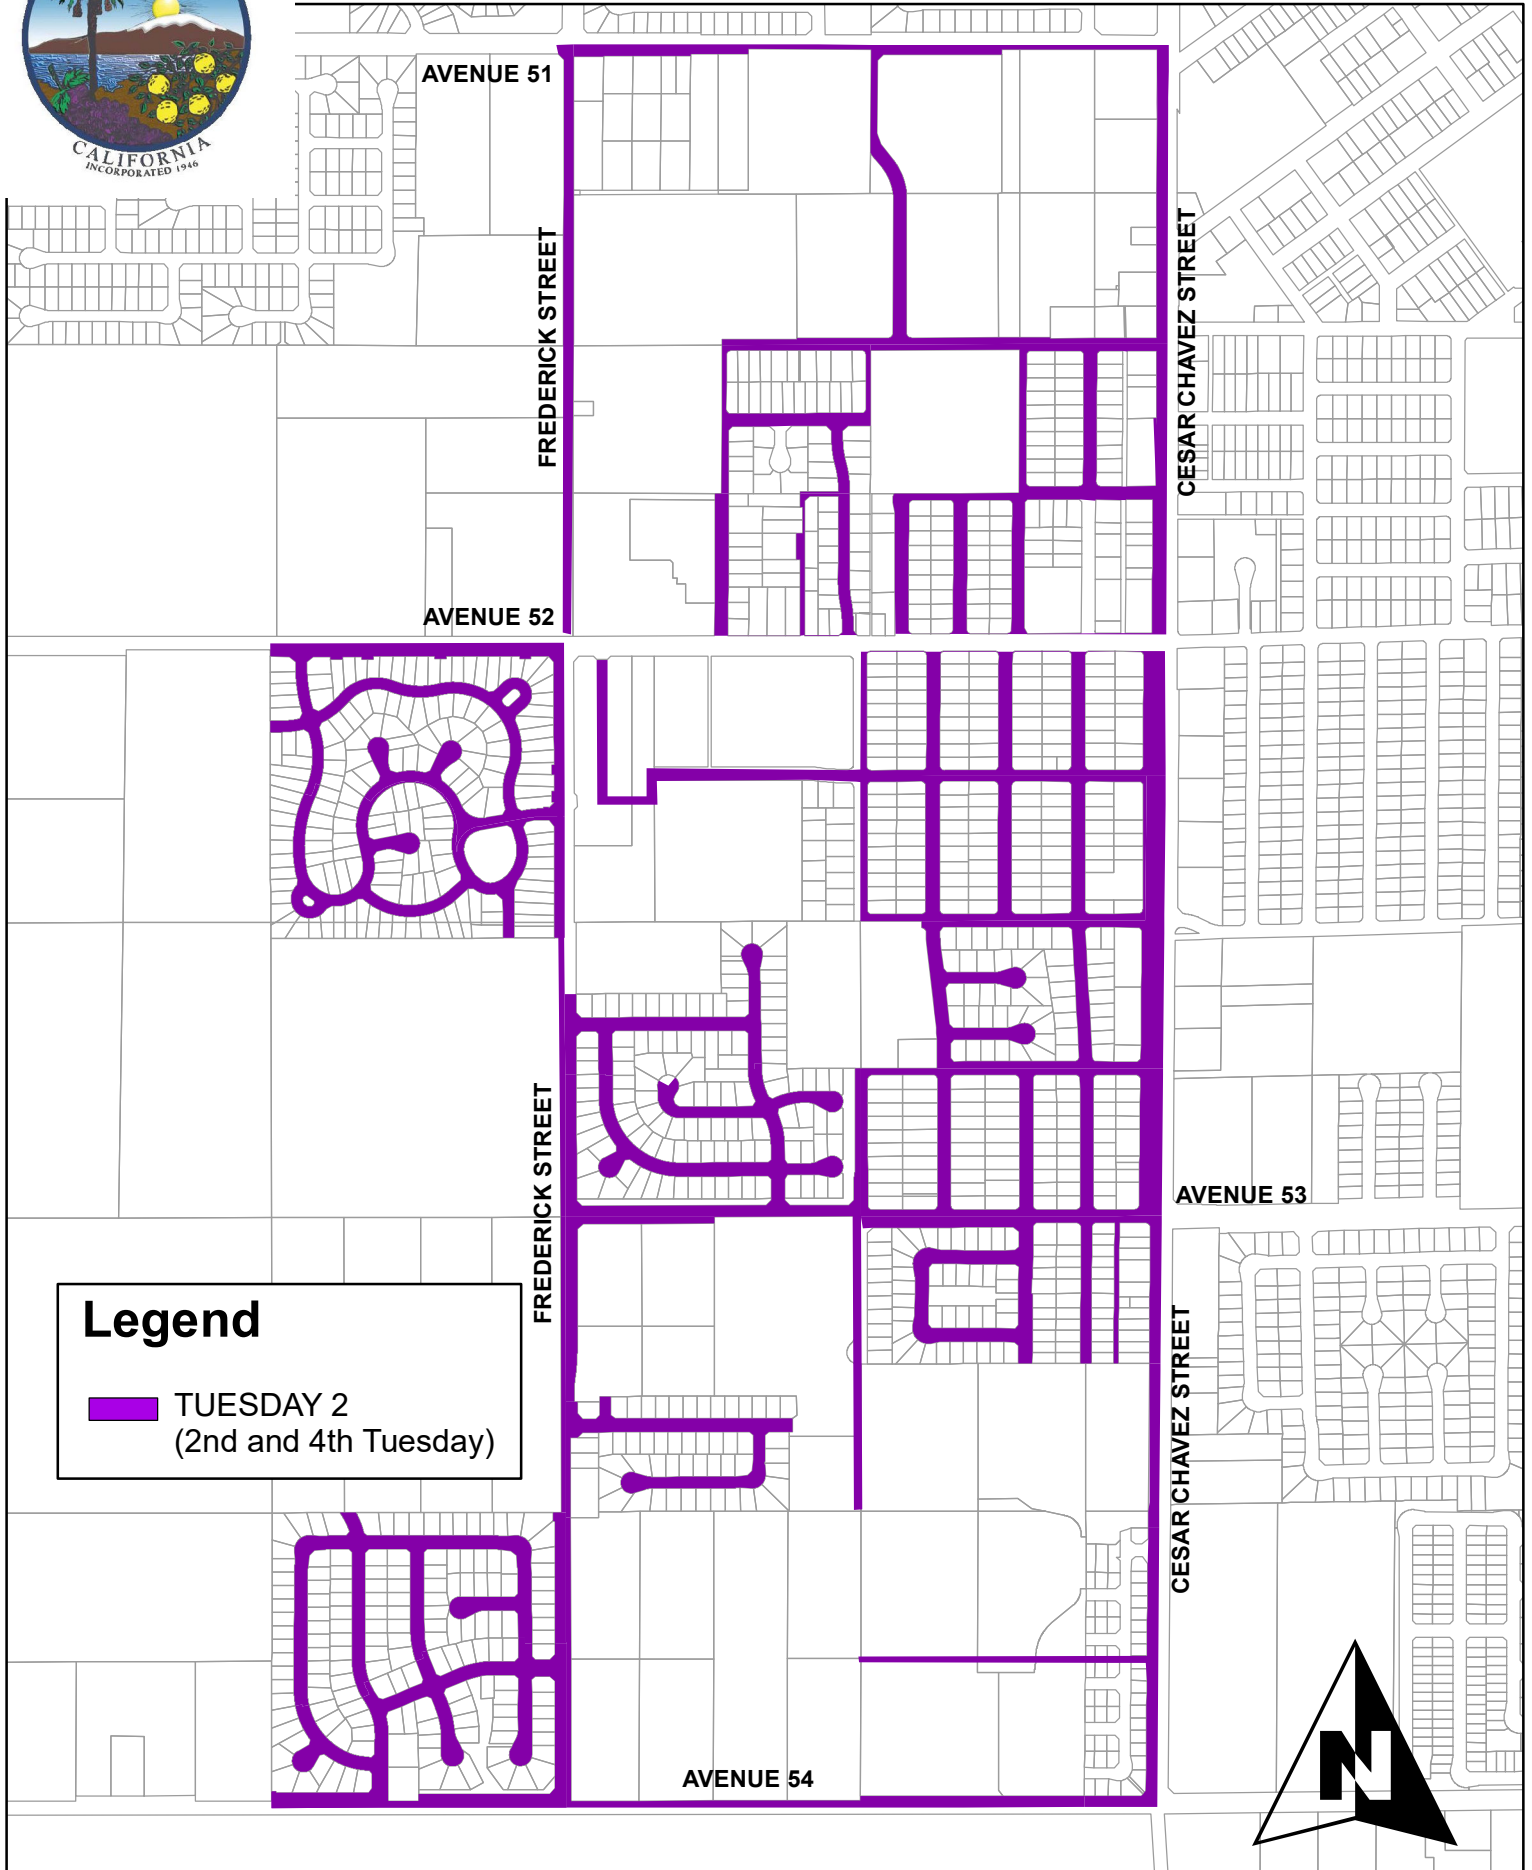 CALIFORNIA
INCORPORATED 1946
AVENUE 51
FREDERICK STREET
CESAR CHAVEZ STREET
AVENUE 52
FREDERICK STREET
AVENUE 53
Legend
TUESDAY 2
(2nd and 4th Tuesday)
CESAR CHAVEZ STREET
AVENUE 54
N